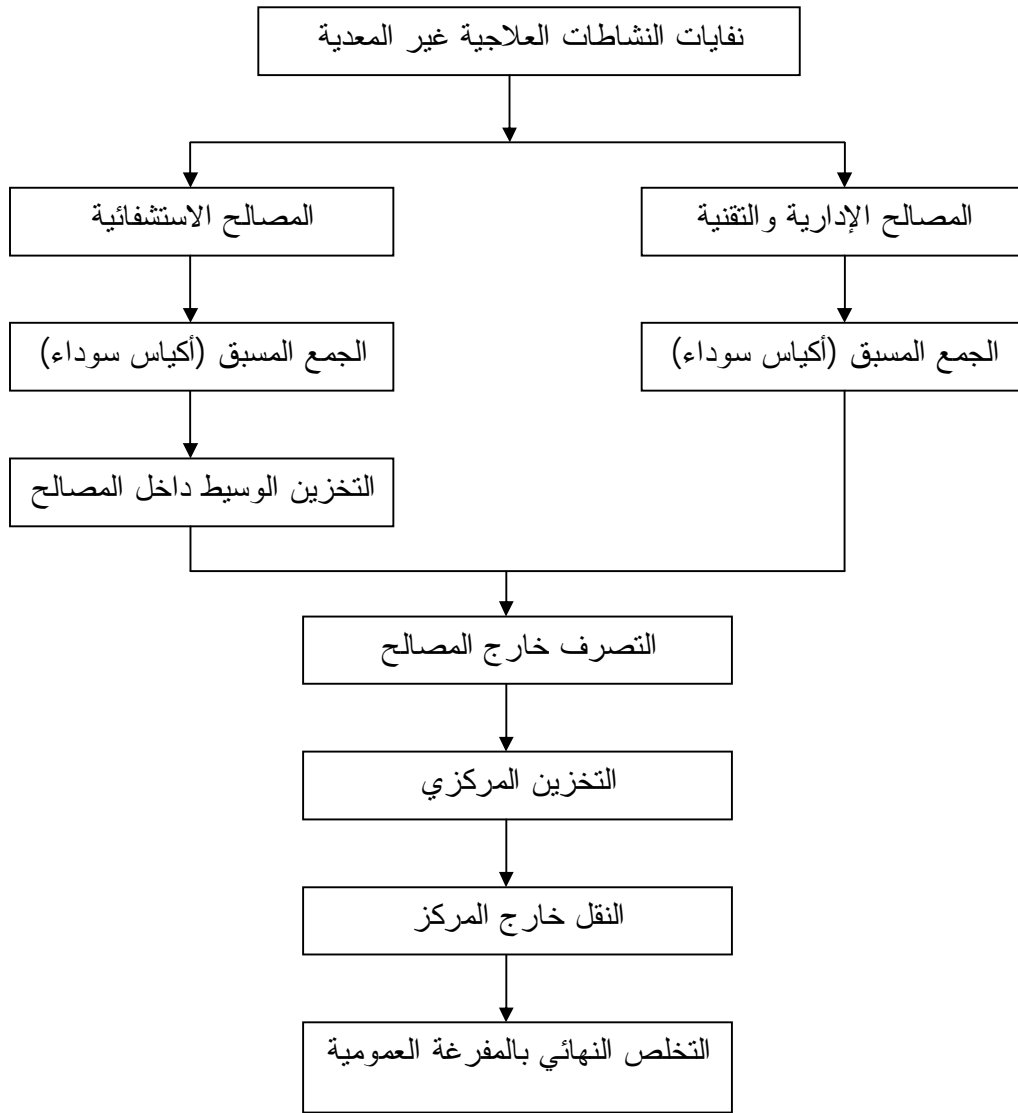 نفايات النشاطات العلاجية غير المعدية
المصالح الإدارية والتقنية
المصالح الاستشفائية
الجمع المسبق (أكياس سوداء)
الجمع المسبق (أكياس سوداء)
التخزين الوسيط داخل المصالح
التصرف خارج المصالح
التخزين المركزي
النقل خارج المركز
التخلص النهائي بالمفرغة العمومية